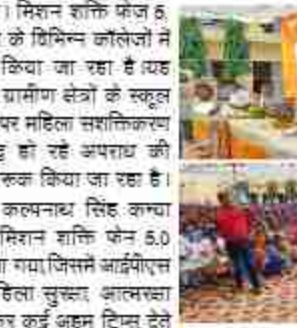 । मिशन शक्ति फेज 5.
के विभिन्न कॉलेजों में
किया जा रहा है।यह
ग्रामीण क्षेत्रों के स्कूल
पर महिला सशक्तिकरण
हो रहे अपराध की
रूक किया जा रहा है।
कल्पनाथ सिंह कन्या
मिशन शक्ति फेन 5.0
गया,जिसमें आईपीएस
हिला सुरक्षा, आत्मरक्षा
कर कई अहम टिप्स देते